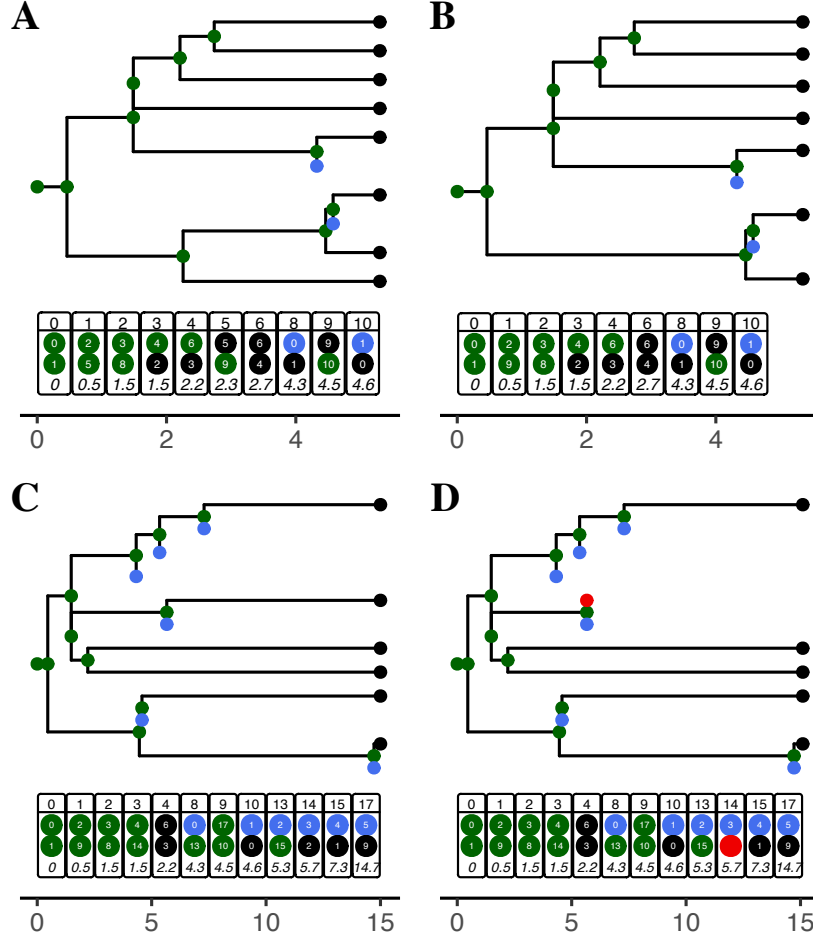 A
0 1 2 3 4 5 6 8 9 10
0 2 3 4 6 5 6 0 9 1
1 5 8 2 3 9 4 1 10 0
0 0.5 1.5 1.5 2.2 2.3 2.7 4.3 4.5 4.6
0 2 4
B
0 1 2 3 4 6 8 9 10
0 2 3 4 6 6 0 9 1
1 9 8 2 3 4 1 10 0
0 0.5 1.5 1.5 2.2 2.7 4.3 4.5 4.6
0 2 4
C
0 1 2 3 4 8 9 10 13 14 15 17
0 2 3 4 6 0 17 1 2 3 4 5
1 9 8 14 3 13 10 0 15 2 1 9
0 0.5 1.5 1.5 2.2 4.3 4.5 4.6 5.3 5.7 7.3 14.7
0 5 10 15
D
0 1 2 3 4 8 9 10 13 14 15 17
0 2 3 4 6 0 17 1 2 3 4 5
1 9 8 14 3 13 10 0 15 1 9
0 0.5 1.5 1.5 2.2 4.3 4.5 4.6 5.3 5.7 7.3 14.7
0 5 10 15